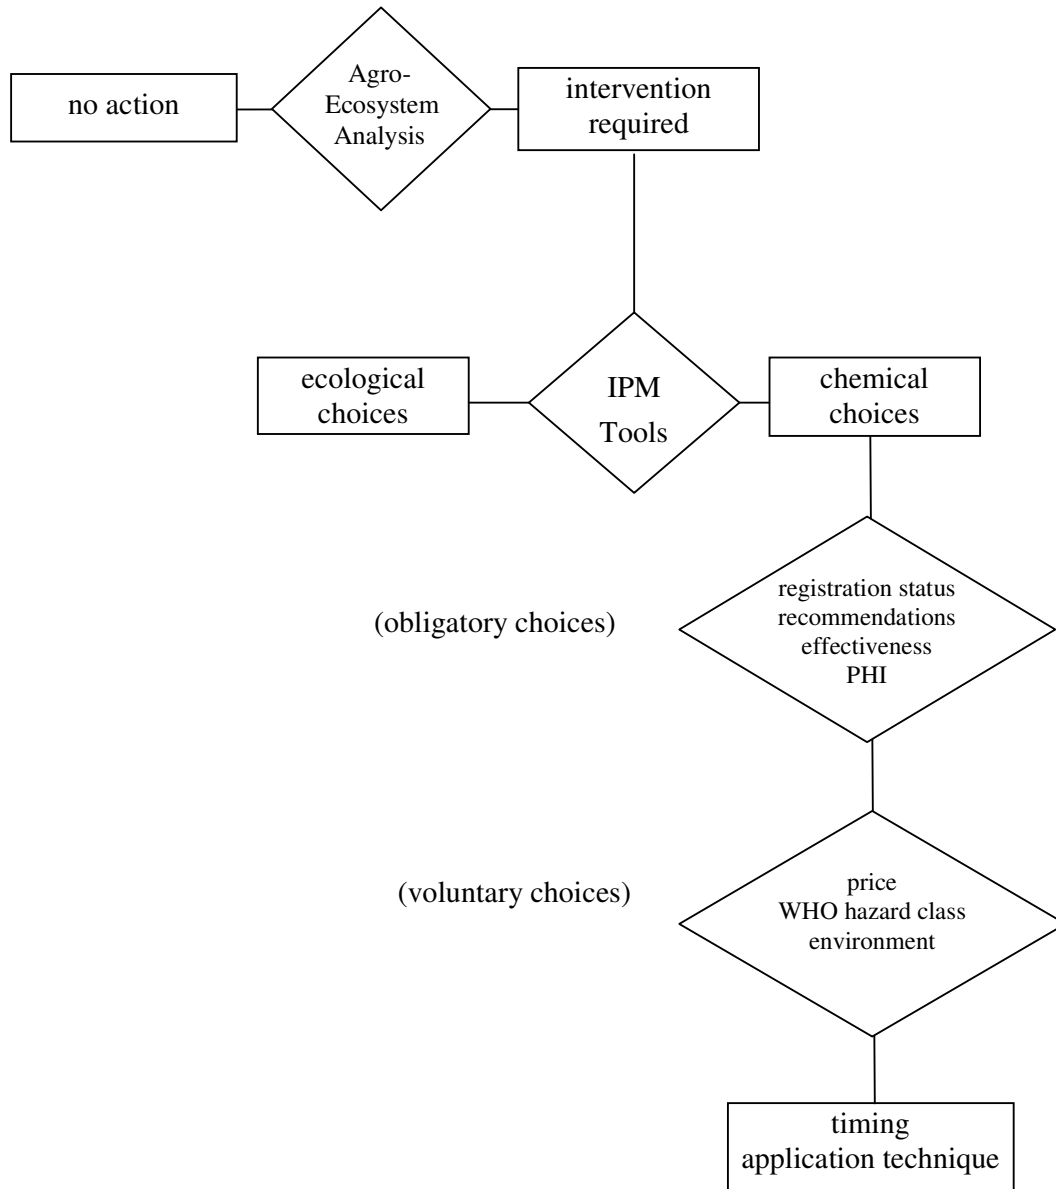 no action
Agro-
Ecosystem
Analysis
intervention
required
ecological
choices
IPM
Tools
chemical
choices
(obligatory choices)
registration status
recommendations
effectiveness
PHI
(voluntary choices)
price
WHO hazard class
environment
timing
application technique